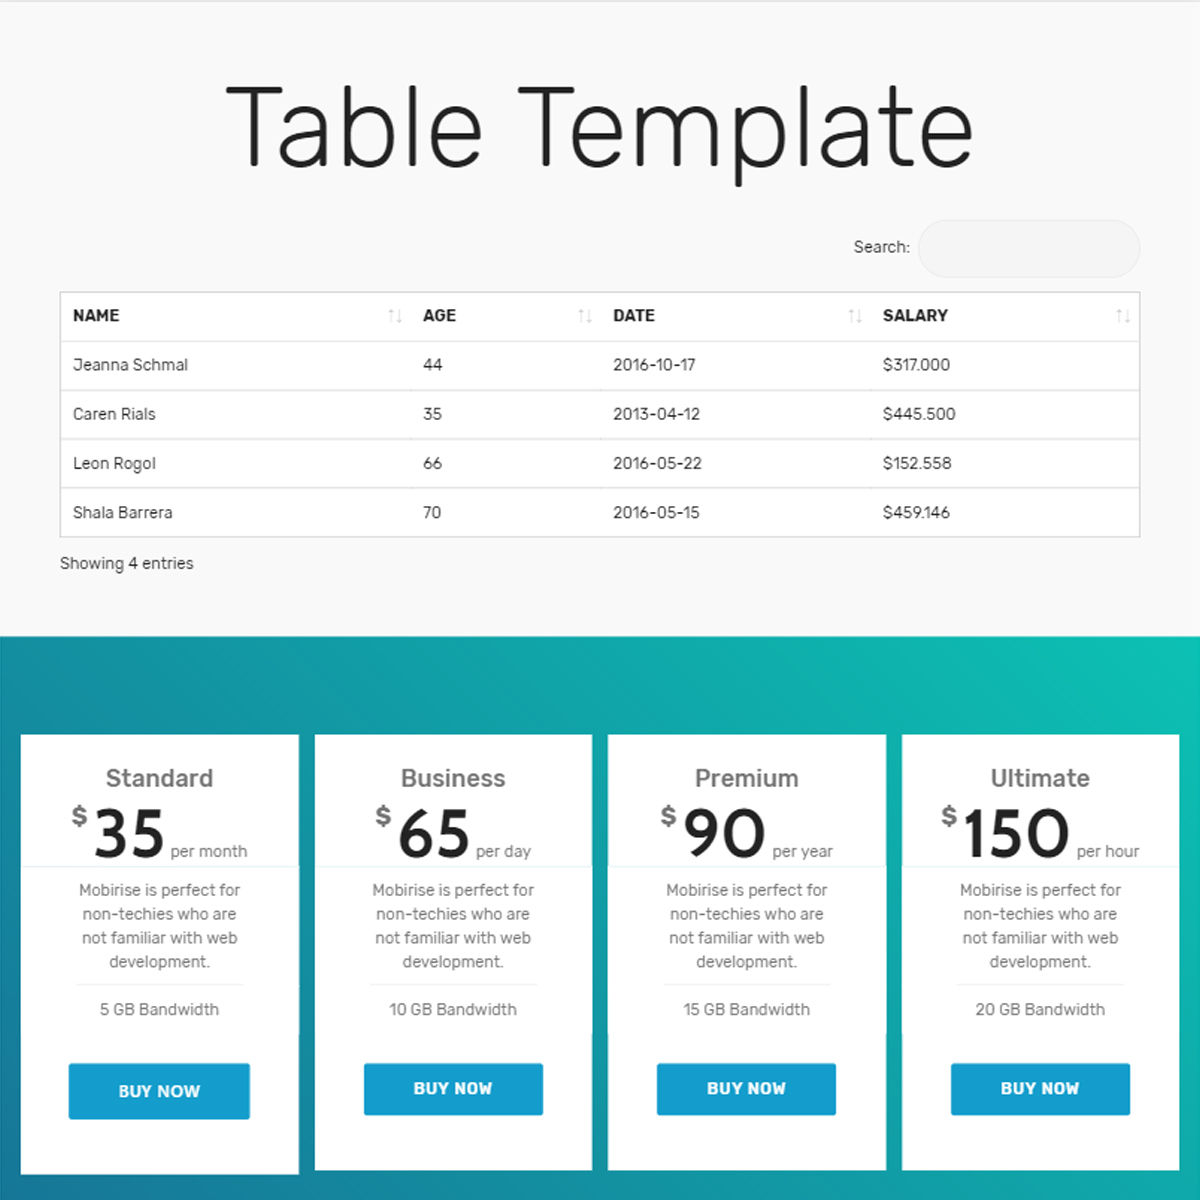 Table Template
Search:
NAME AGE DATE SALARY
Jeanna Schmal 44 2016-10-17 $317.000
Caren Rials 35 2013-04-12 $445.500
Leon Rogol 66 2016-05-22 $152.558
Shala Barrera 70 2016-05-15 $459.146
Showing 4 entries
Standard
$35 per month
Mobirise is perfect for
non-techies who are
not familiar with web
development.
5 GB Bandwidth
BUY NOW
Business
$65 per day
Mobirise is perfect for
non-techies who are
not familiar with web
development.
10 GB Bandwidth
BUY NOW
Premium
$90 per year
Mobirise is perfect for
non-techies who are
not familiar with web
development.
15 GB Bandwidth
BUY NOW
Ultimate
$150 per hour
Mobirise is perfect for
non-techies who are
not familiar with web
development.
20 GB Bandwidth
BUY NOW